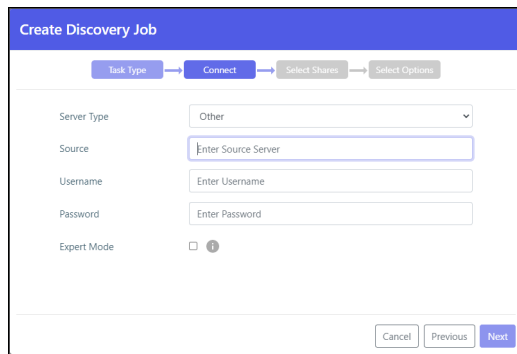 Create Discovery Job
Task Type Connect Select Shares Select Options
Server Type Other
Source Enter Source Server
Username Enter Username
Password Enter Password
Expert Mode i
Cancel Previous Next